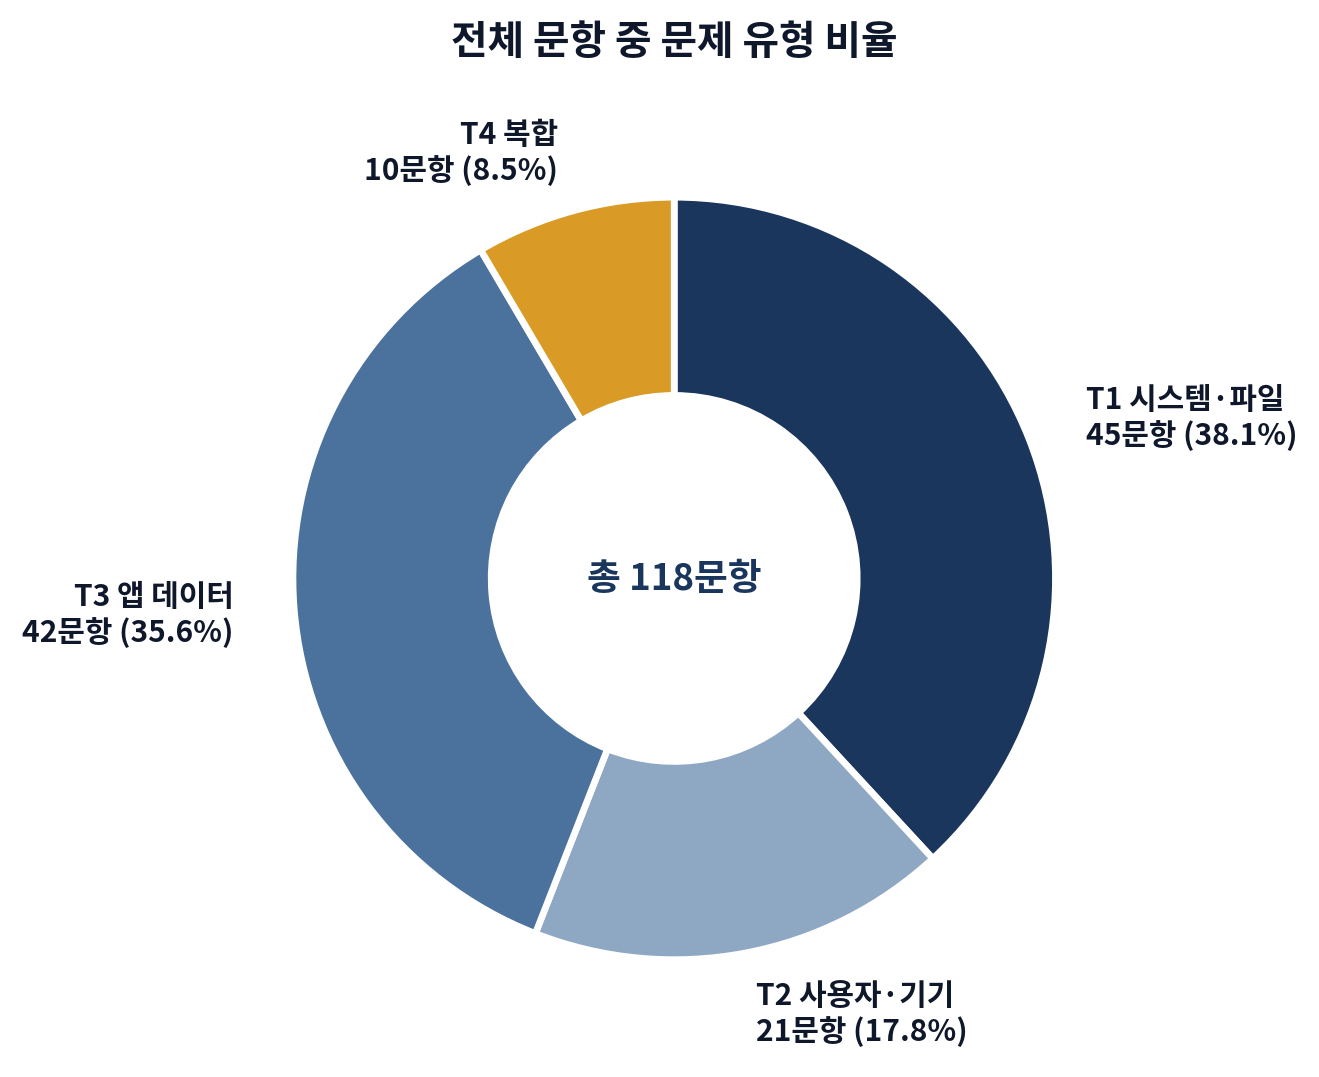 전체 문항 중 문제 유형 비율
T4 복합
10문항 (8.5%)
T1 시스템·파일
45문항 (38.1%)
총 118문항
T3 앱 데이터
42문항 (35.6%)
T2 사용자·기기
21문항 (17.8%)